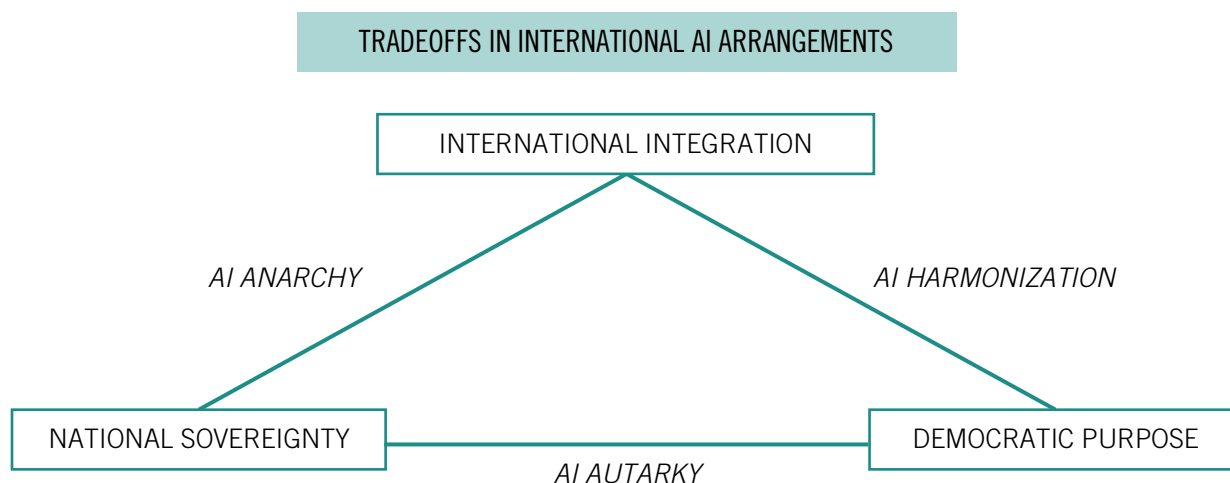 TRADEOFFS IN INTERNATIONAL AI ARRANGEMENTS
INTERNATIONAL INTEGRATION
AI ANARCHY
AI HARMONIZATION
NATIONAL SOVEREIGNTY
DEMOCRATIC PURPOSE
AI AUTARKY